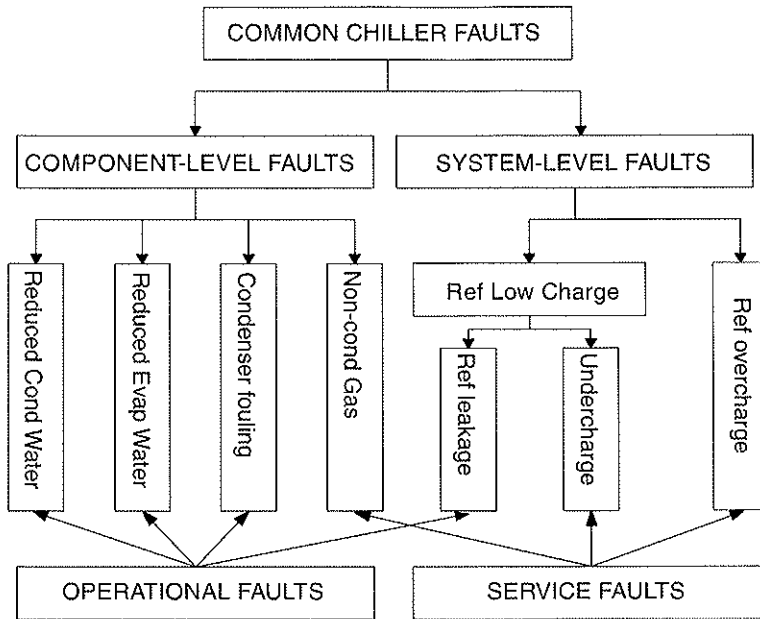 COMMON CHILLER FAULTS
COMPONENT-LEVEL FAULTS
SYSTEM-LEVEL FAULTS
Reduced Cond Water
Reduced Evap Water
Condenser fouling
Non-cond Gas
Ref Low Charge
Ref leakage
Undercharge
Ref overcharge
OPERATIONAL FAULTS
SERVICE FAULTS